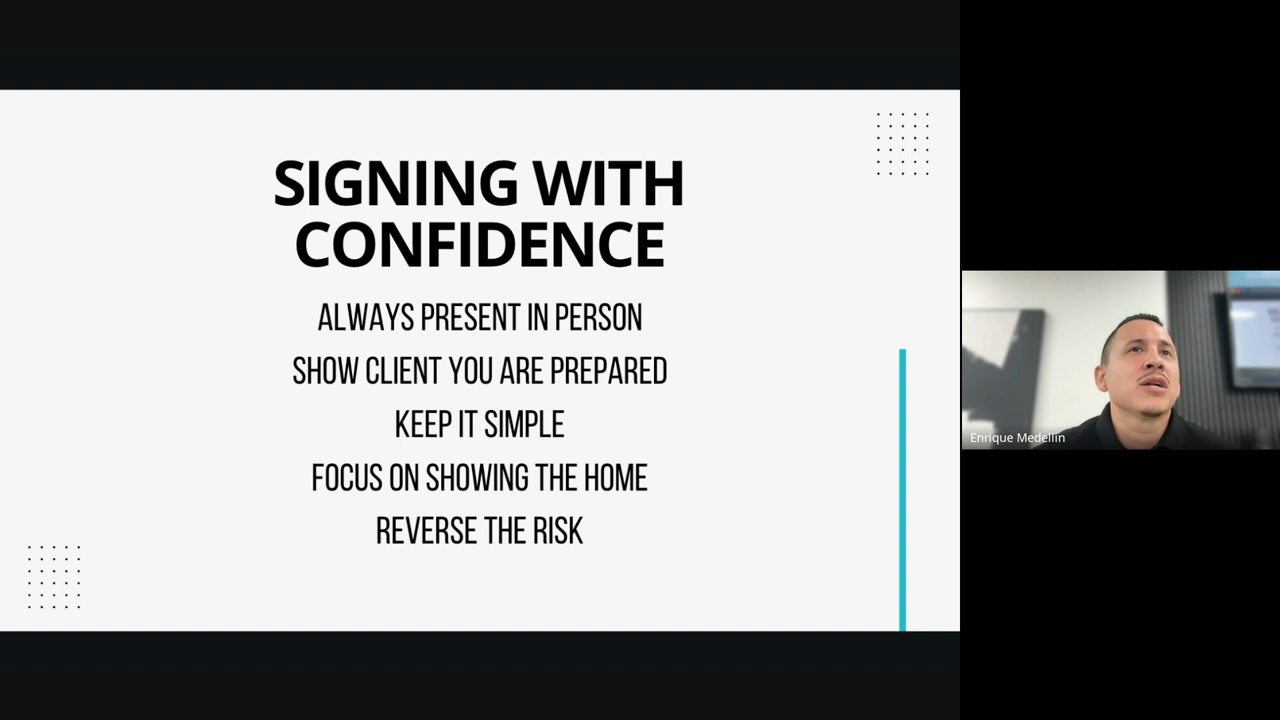 SIGNING WITH
CONFIDENCE
ALWAYS PRESENT IN PERSON
SHOW CLIENT YOU ARE PREPARED
KEEP IT SIMPLE
FOCUS ON SHOWING THE HOME
REVERSE THE RISK
Enrique Medellin